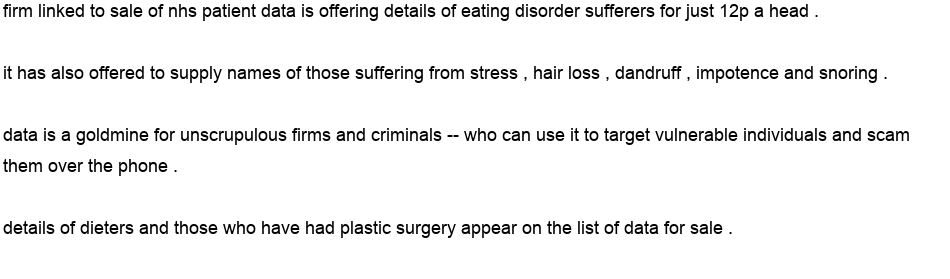 firm linked to sale of nhs patient data is offering details of eating disorder sufferers for just 12p a head .
it has also offered to supply names of those suffering from stress , hair loss , dandruff , impotence and snoring .
data is a goldmine for unscrupulous firms and criminals -- who can use it to target vulnerable individuals and scam
them over the phone .
details of dieters and those who have had plastic surgery appear on the list of data for sale .